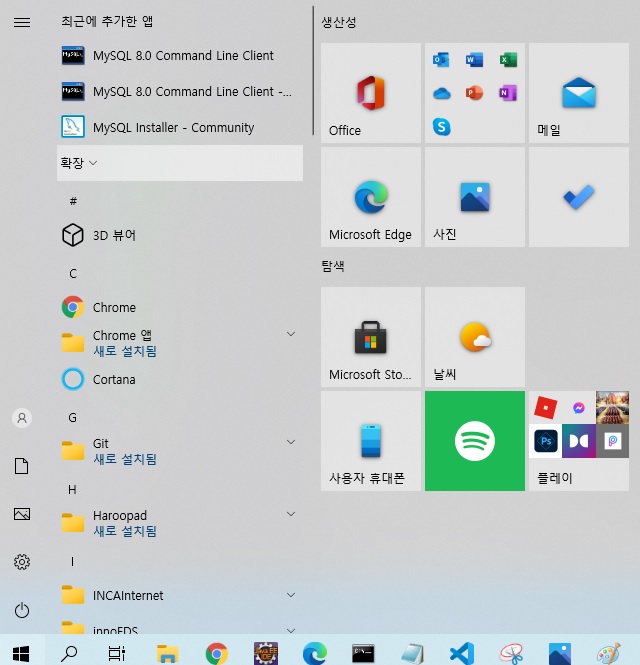 최근에 추가한 앱
MySQL 8.0 Command Line Client
MySQL 8.0 Command Line Client -...
MySQL Installer - Community
확장
#
3D 뷰어
C
Chrome
Chrome 앱
새로 설치됨
Cortana
G
Git
새로 설치됨
H
Haroopad
새로 설치됨
I
INCAInternet
innoEDS
생산성
Office
메일
Microsoft Edge
사진
탐색
Microsoft Sto...
날씨
사용자 휴대폰
Ps
플레이